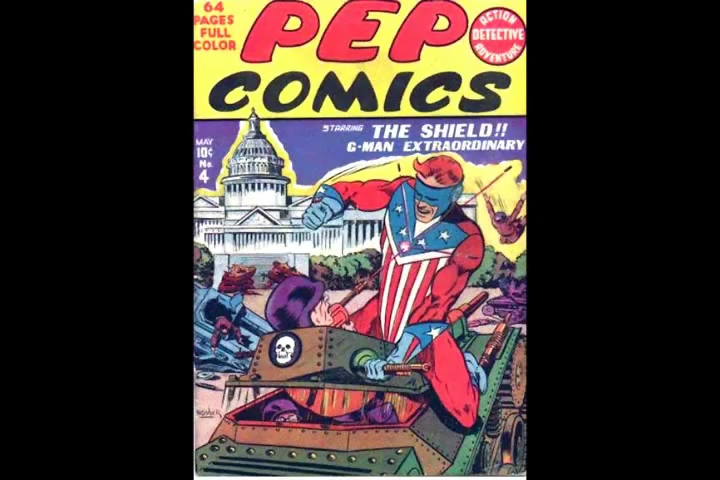 64
PAGES
FULL
COLOR
PEP
COMICS
ACTION
DETECTIVE
ADVENTURE
STARRING THE SHIELD!!
G-MAN EXTRAORDINARY
MAY
10¢
No.
4